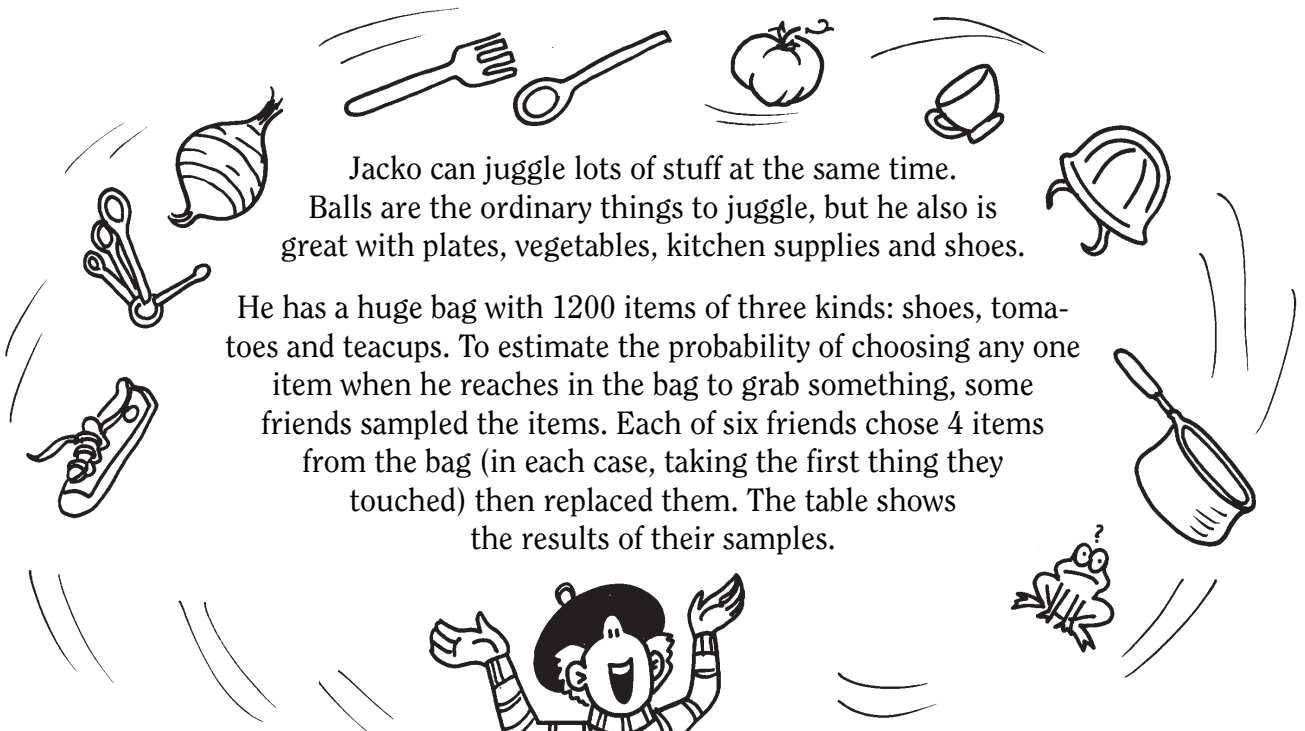 Jacko can juggle lots of stuff at the same time.
Balls are the ordinary things to juggle, but he also is
great with plates, vegetables, kitchen supplies and shoes.
He has a huge bag with 1200 items of three kinds: shoes, toma-
toes and teacups. To estimate the probability of choosing any one
item when he reaches in the bag to grab something, some
friends sampled the items. Each of six friends chose 4 items
from the bag (in each case, taking the first thing they
touched) then replaced them. The table shows
the results of their samples.
?